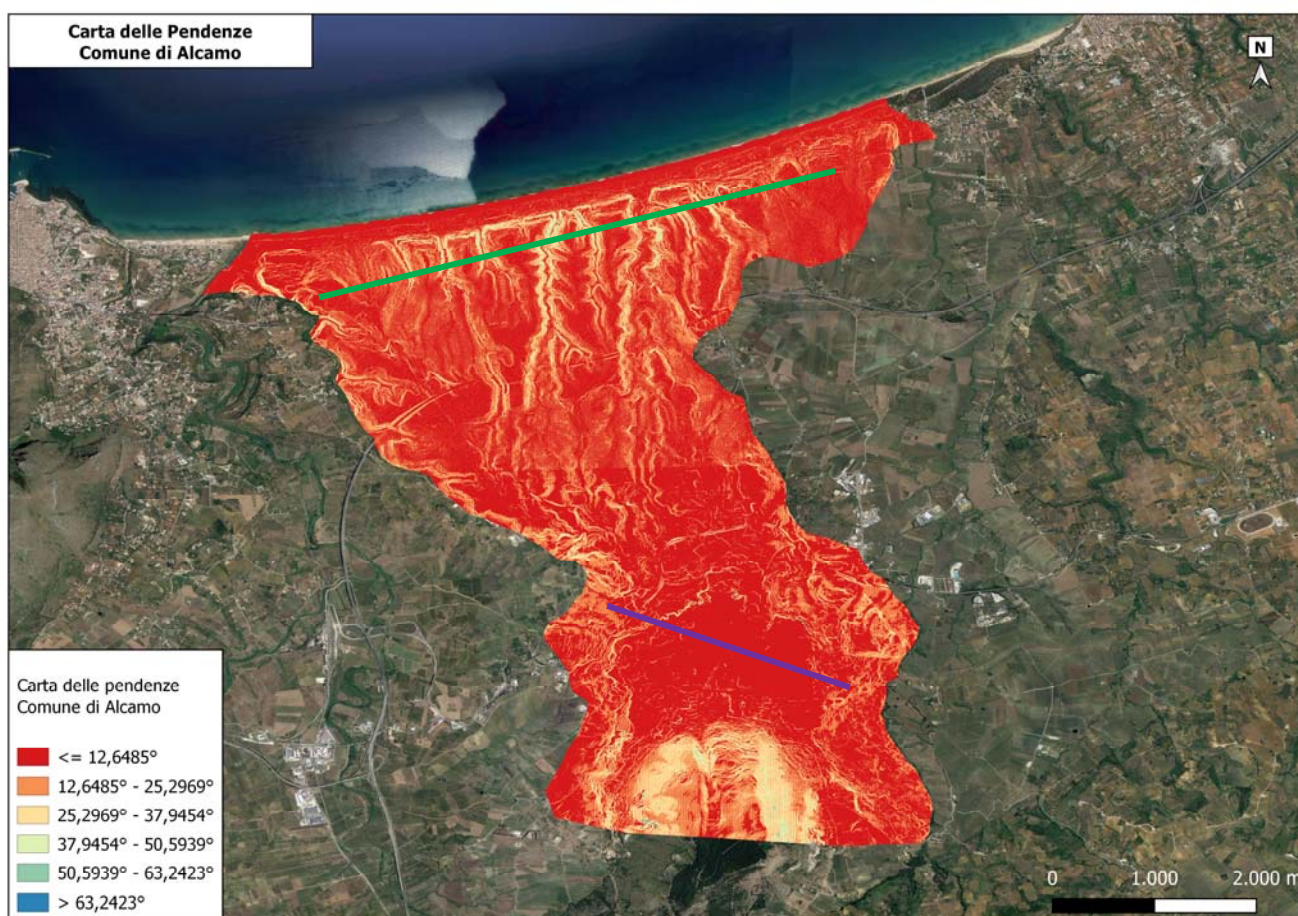 Carta delle Pendenze
Comune di Alcamo
N
Carta delle pendenze
Comune di Alcamo
<= 12,6485°
12,6485° - 25,2969°
25,2969° - 37,9454°
37,9454° - 50,5939°
50,5939° - 63,2423°
> 63,2423°
0 1.000 2.000 m